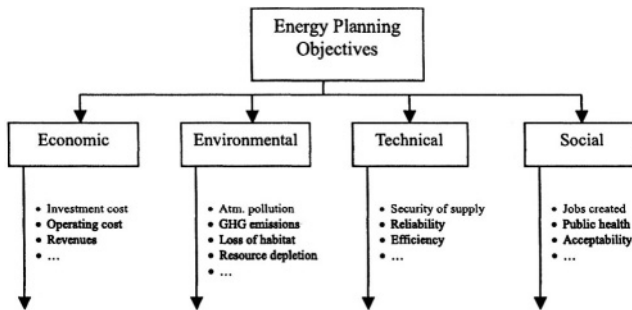 Energy Planning
Objectives
Economic
Environmental
Technical
Social
• Investment cost
• Operating cost
• Revenues
• ...
• Atm. pollution
• GHG emissions
• Loss of habitat
• Resource depletion
• ...
• Security of supply
• Reliability
• Efficiency
• ...
• Jobs created
• Public health
• Acceptability
• ...